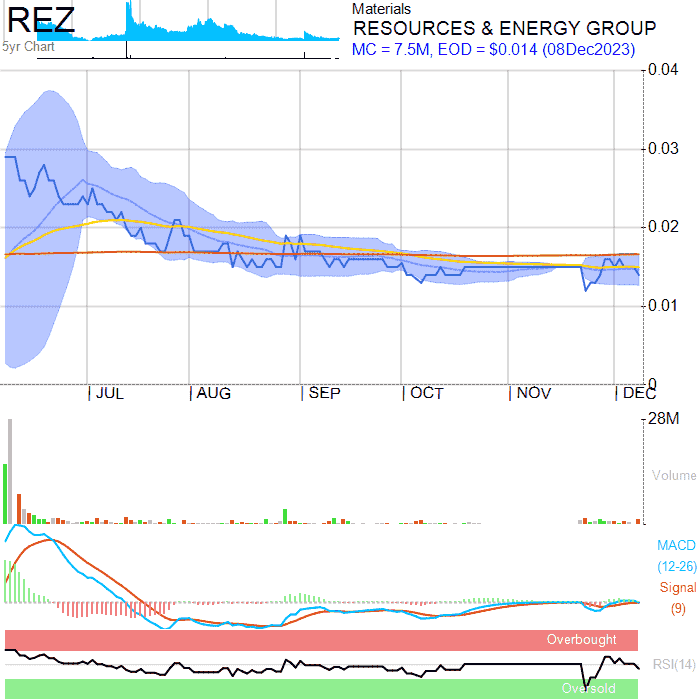 REZ
5yr Chart
Materials
RESOURCES & ENERGY GROUP
MC = 7.5M, EOD = $0.014 (08Dec2023)
0.04
0.03
0.02
0.01
0
JUL AUG SEP OCT NOV DEC
28M
Volume
MACD
(12-26)
Signal
(9)
Overbought
RSI(14)
Oversold